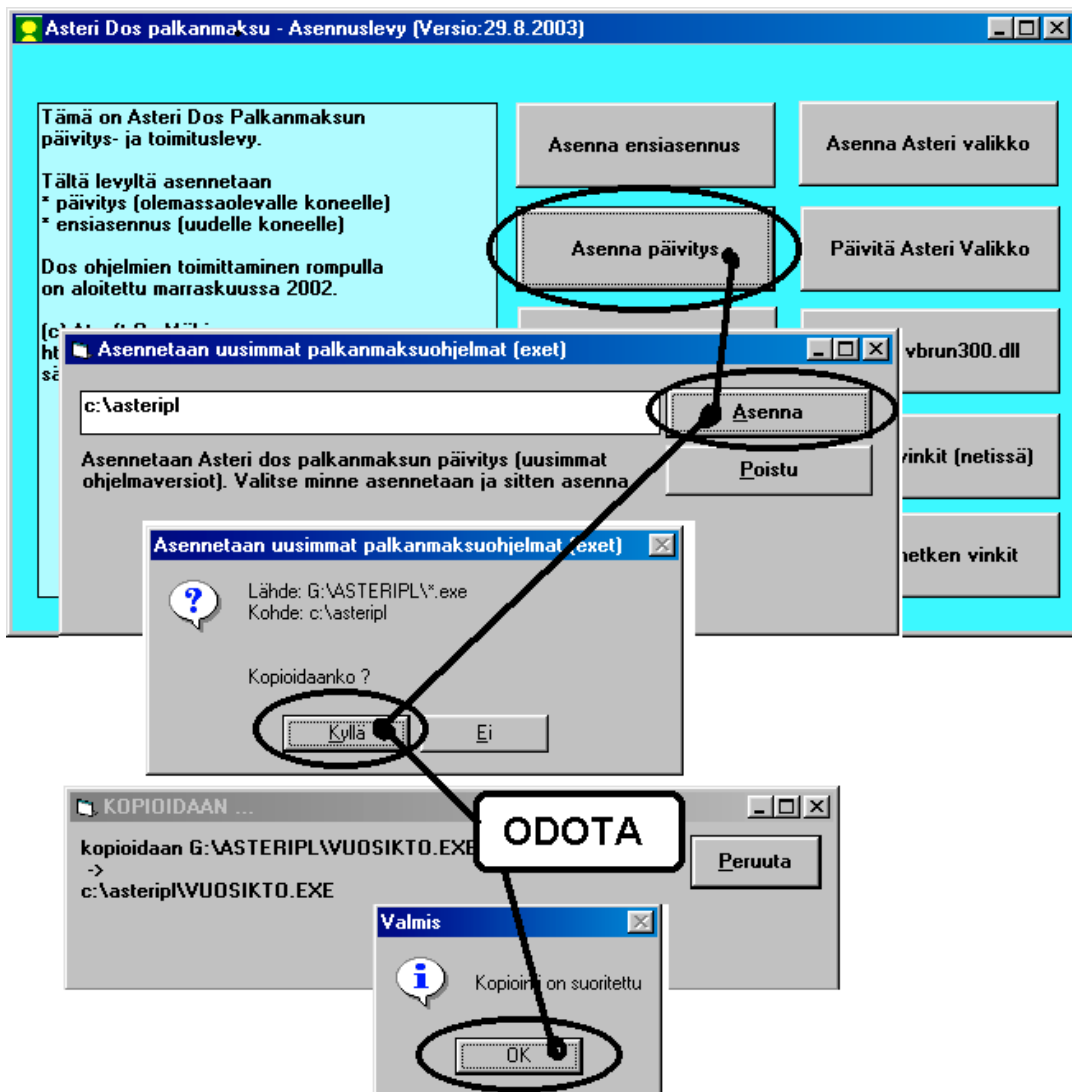 Asteri Dos palkanmaksu - Asennuslevy (Versio:29.8.2003)
Tämä on Asteri Dos Palkanmaksun
päivitys- ja toimituslevy.
Tältä levyltä asennetaan
* päivitys (olemassaolevalle koneelle)
* ensiasennus (uudelle koneelle)
Dos ohjelmien toimittaminen rompulla
on aloitettu marraskuussa 2002.
(c)
ht
sä
Asenna ensiasennus
Asenna Asteri valikko
Asenna päivitys
Päivitä Asteri Valikko
vbrun300.dll
vinkit (netissä)
hetken vinkit
Asennetaan uusimmat palkanmaksuohjelmat (exet)
c:\asteripl
Asenna
Asennetaan Asteri dos palkanmaksun päivitys (uusimmat
ohjelmaversiot). Valitse minne asennetaan ja sitten asenna
Poistu
Asennetaan uusimmat palkanmaksuohjelmat (exet)
Lähde: G:\ASTERIPL\*.exe
Kohde: c:\asteripl
Kopioidaanko ?
Kyllä
Ei
KOPIOIDAAN ...
kopioidaan G:\ASTERIPL\VUOSIKTO.EXE
->
c:\asteripl\VUOSIKTO.EXE
ODOTA
Peruuta
Valmis
Kopiointi on suoritettu
OK